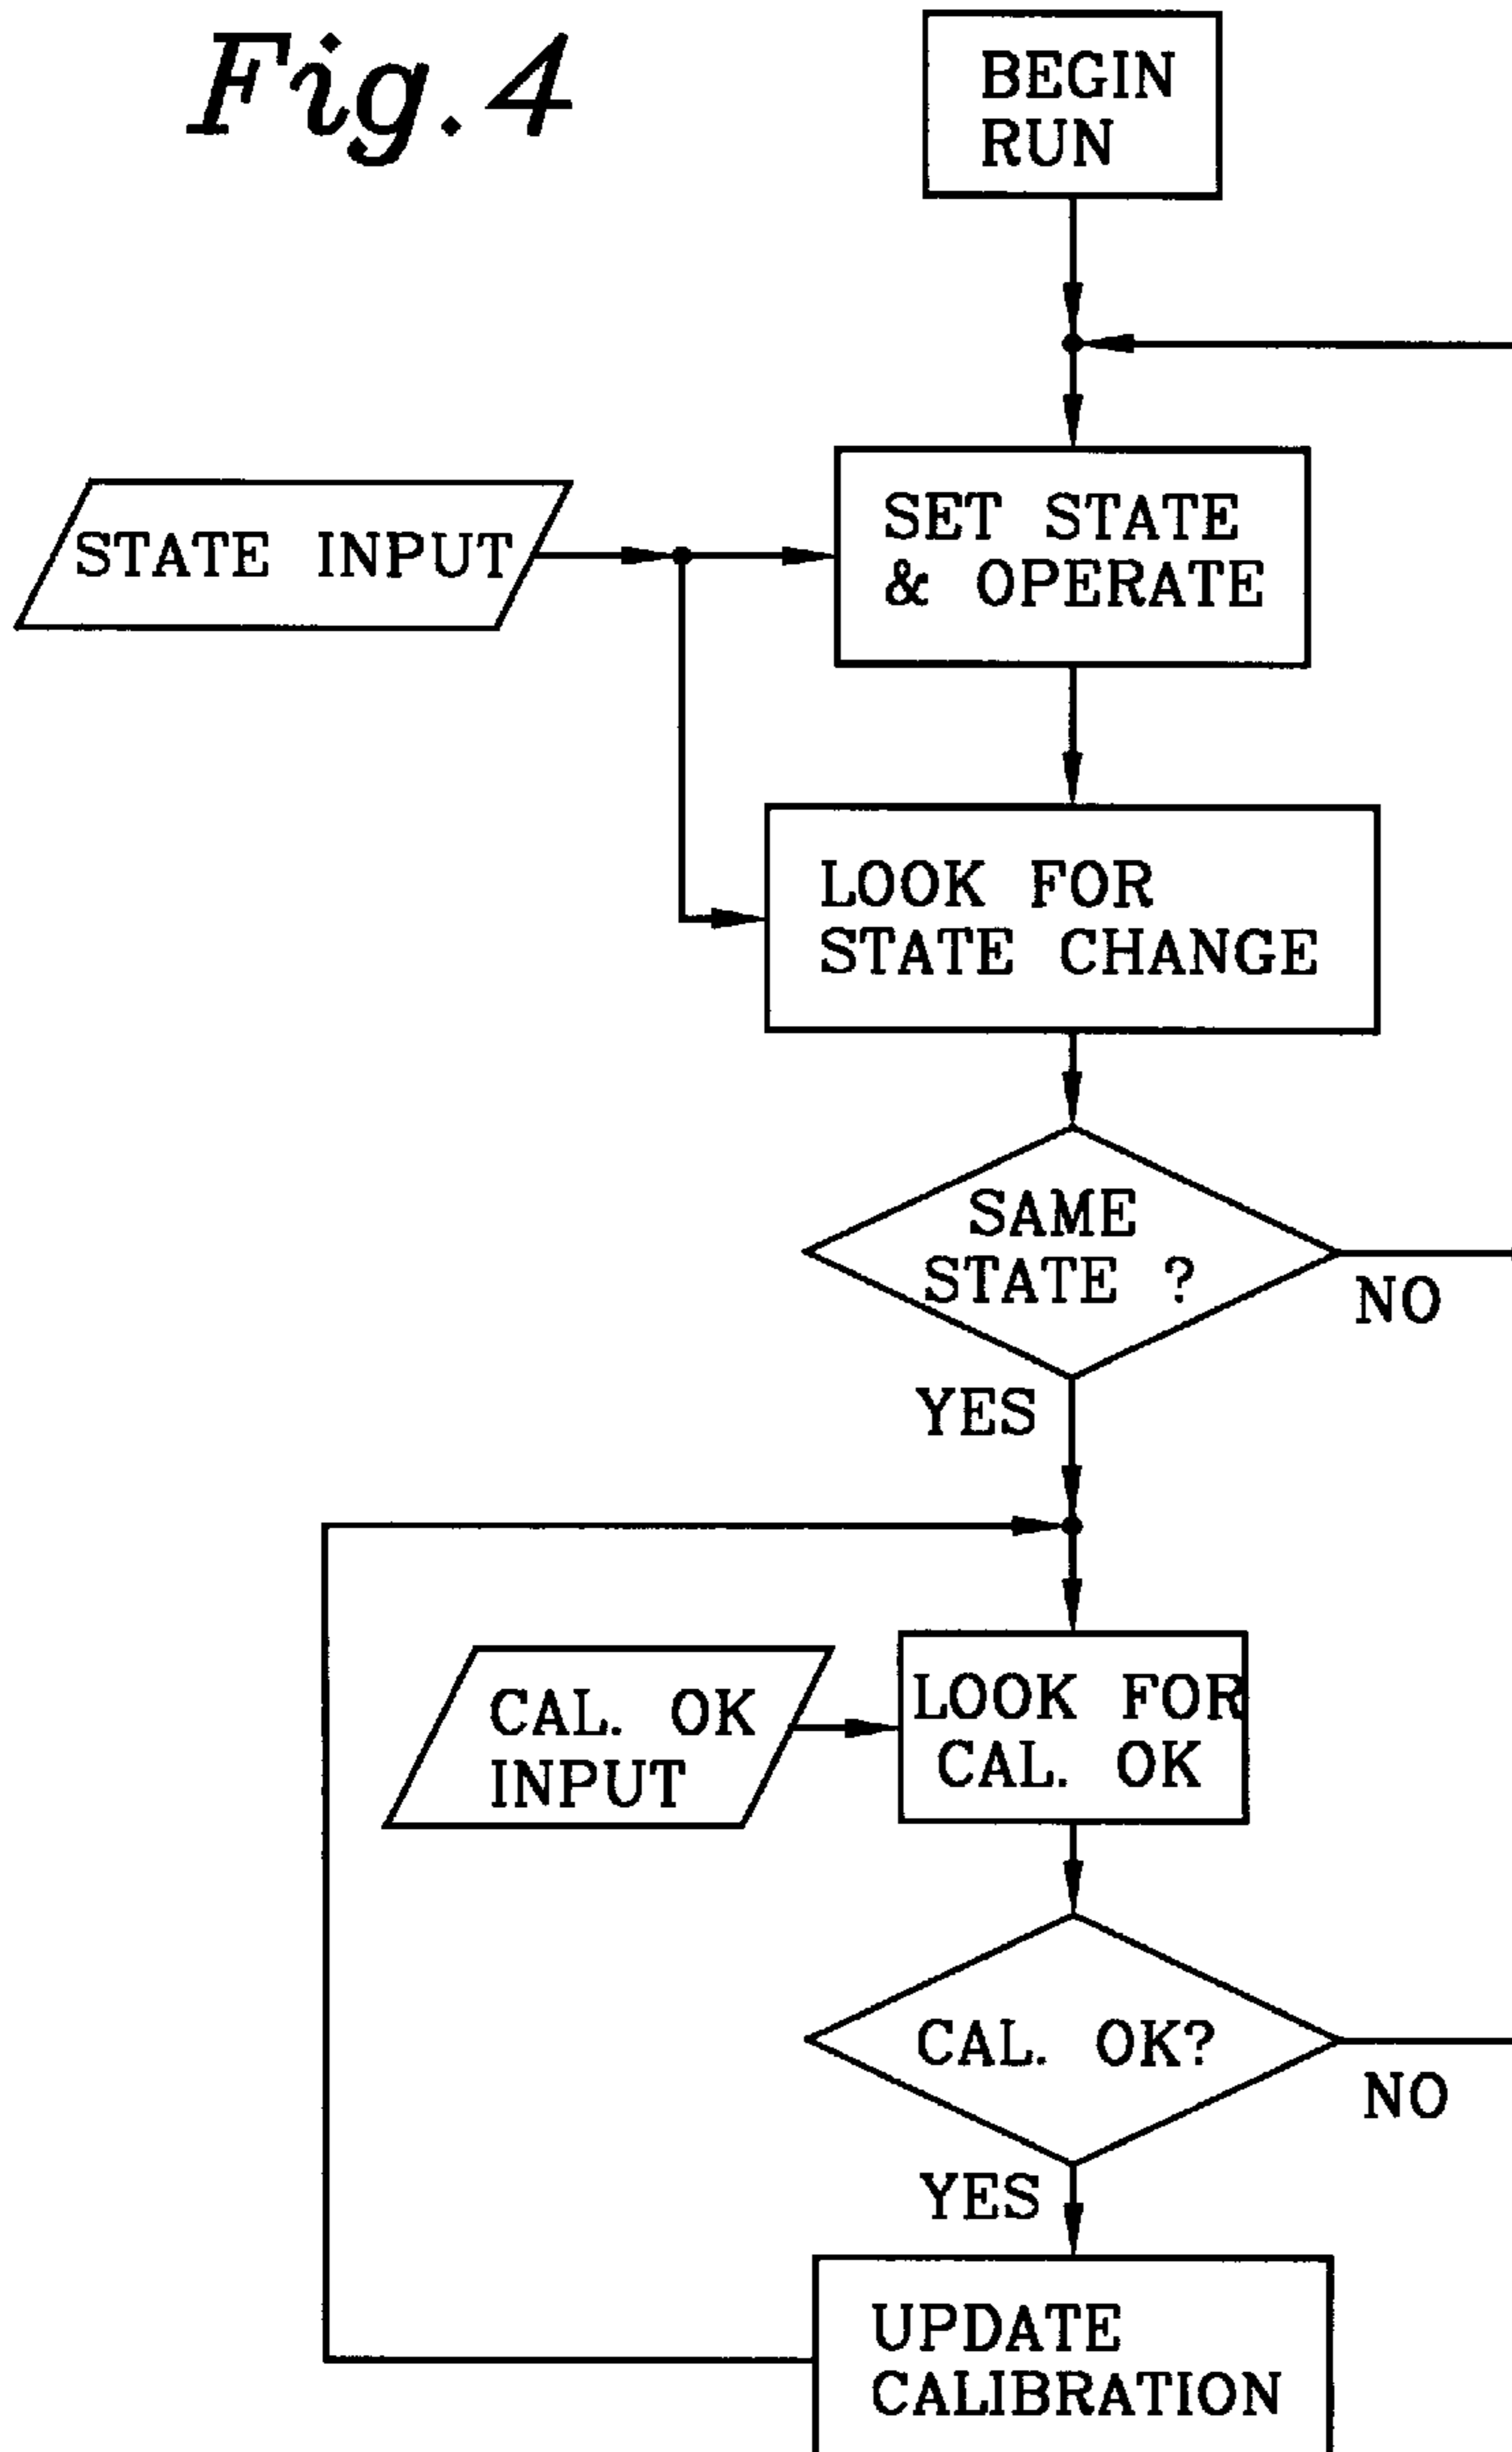 Fig. 4
BEGIN
RUN
STATE INPUT
SET STATE
& OPERATE
LOOK FOR
STATE CHANGE
SAME
STATE ?
NO
YES
CAL. OK
INPUT
LOOK FOR
CAL. OK
CAL. OK?
NO
YES
UPDATE
CALIBRATION